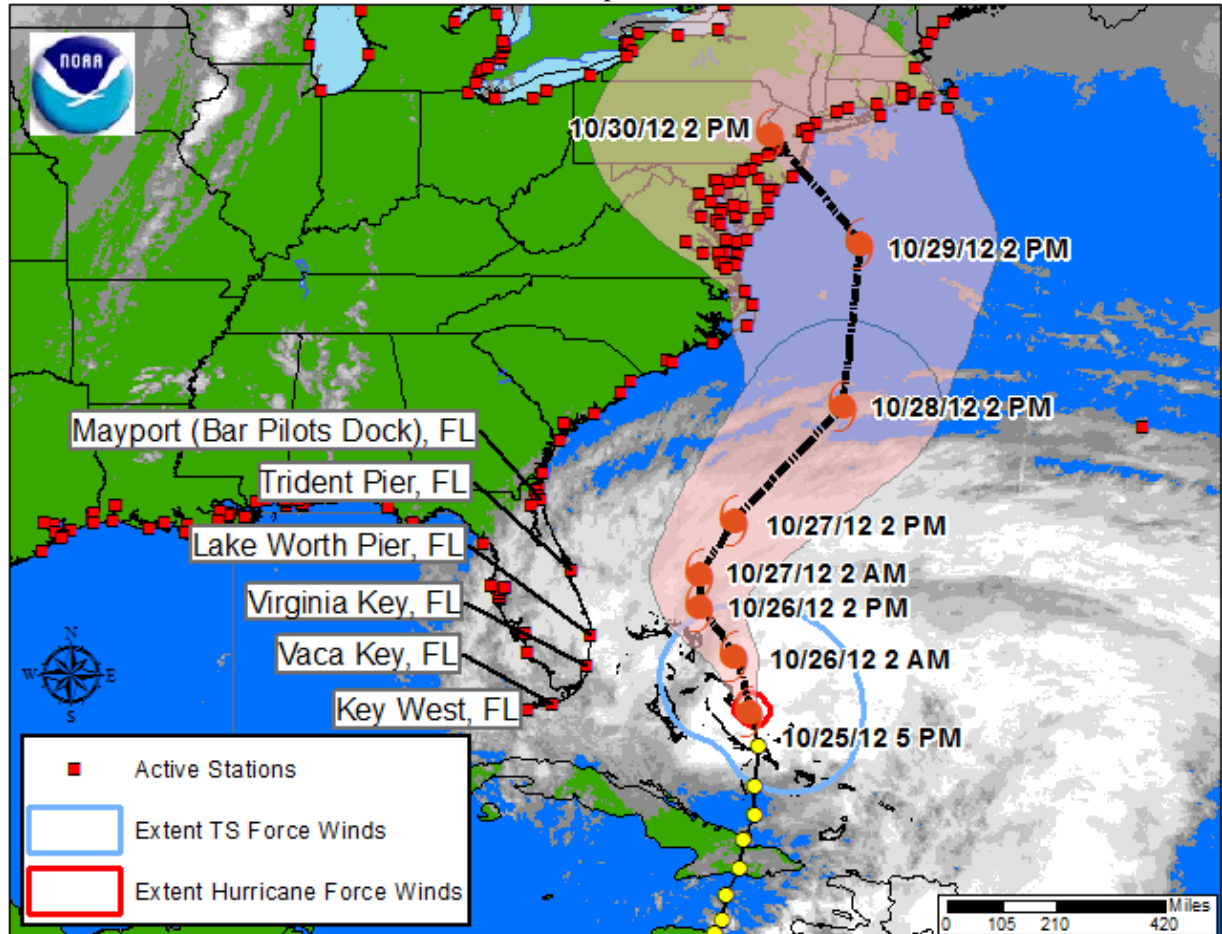 NOAA
10/30/12 2 PM
10/29/12 2 PM
10/28/12 2 PM
Mayport (Bar Pilots Dock), FL
Trident Pier, FL
10/27/12 2 PM
Lake Worth Pier, FL
10/27/12 2 AM
Virginia Key, FL
10/26/12 2 PM
Vaca Key, FL
10/26/12 2 AM
Key West, FL
10/25/12 5 PM
N
W E
S
Active Stations
Extent TS Force Winds
Extent Hurricane Force Winds
Miles
0 105 210 420